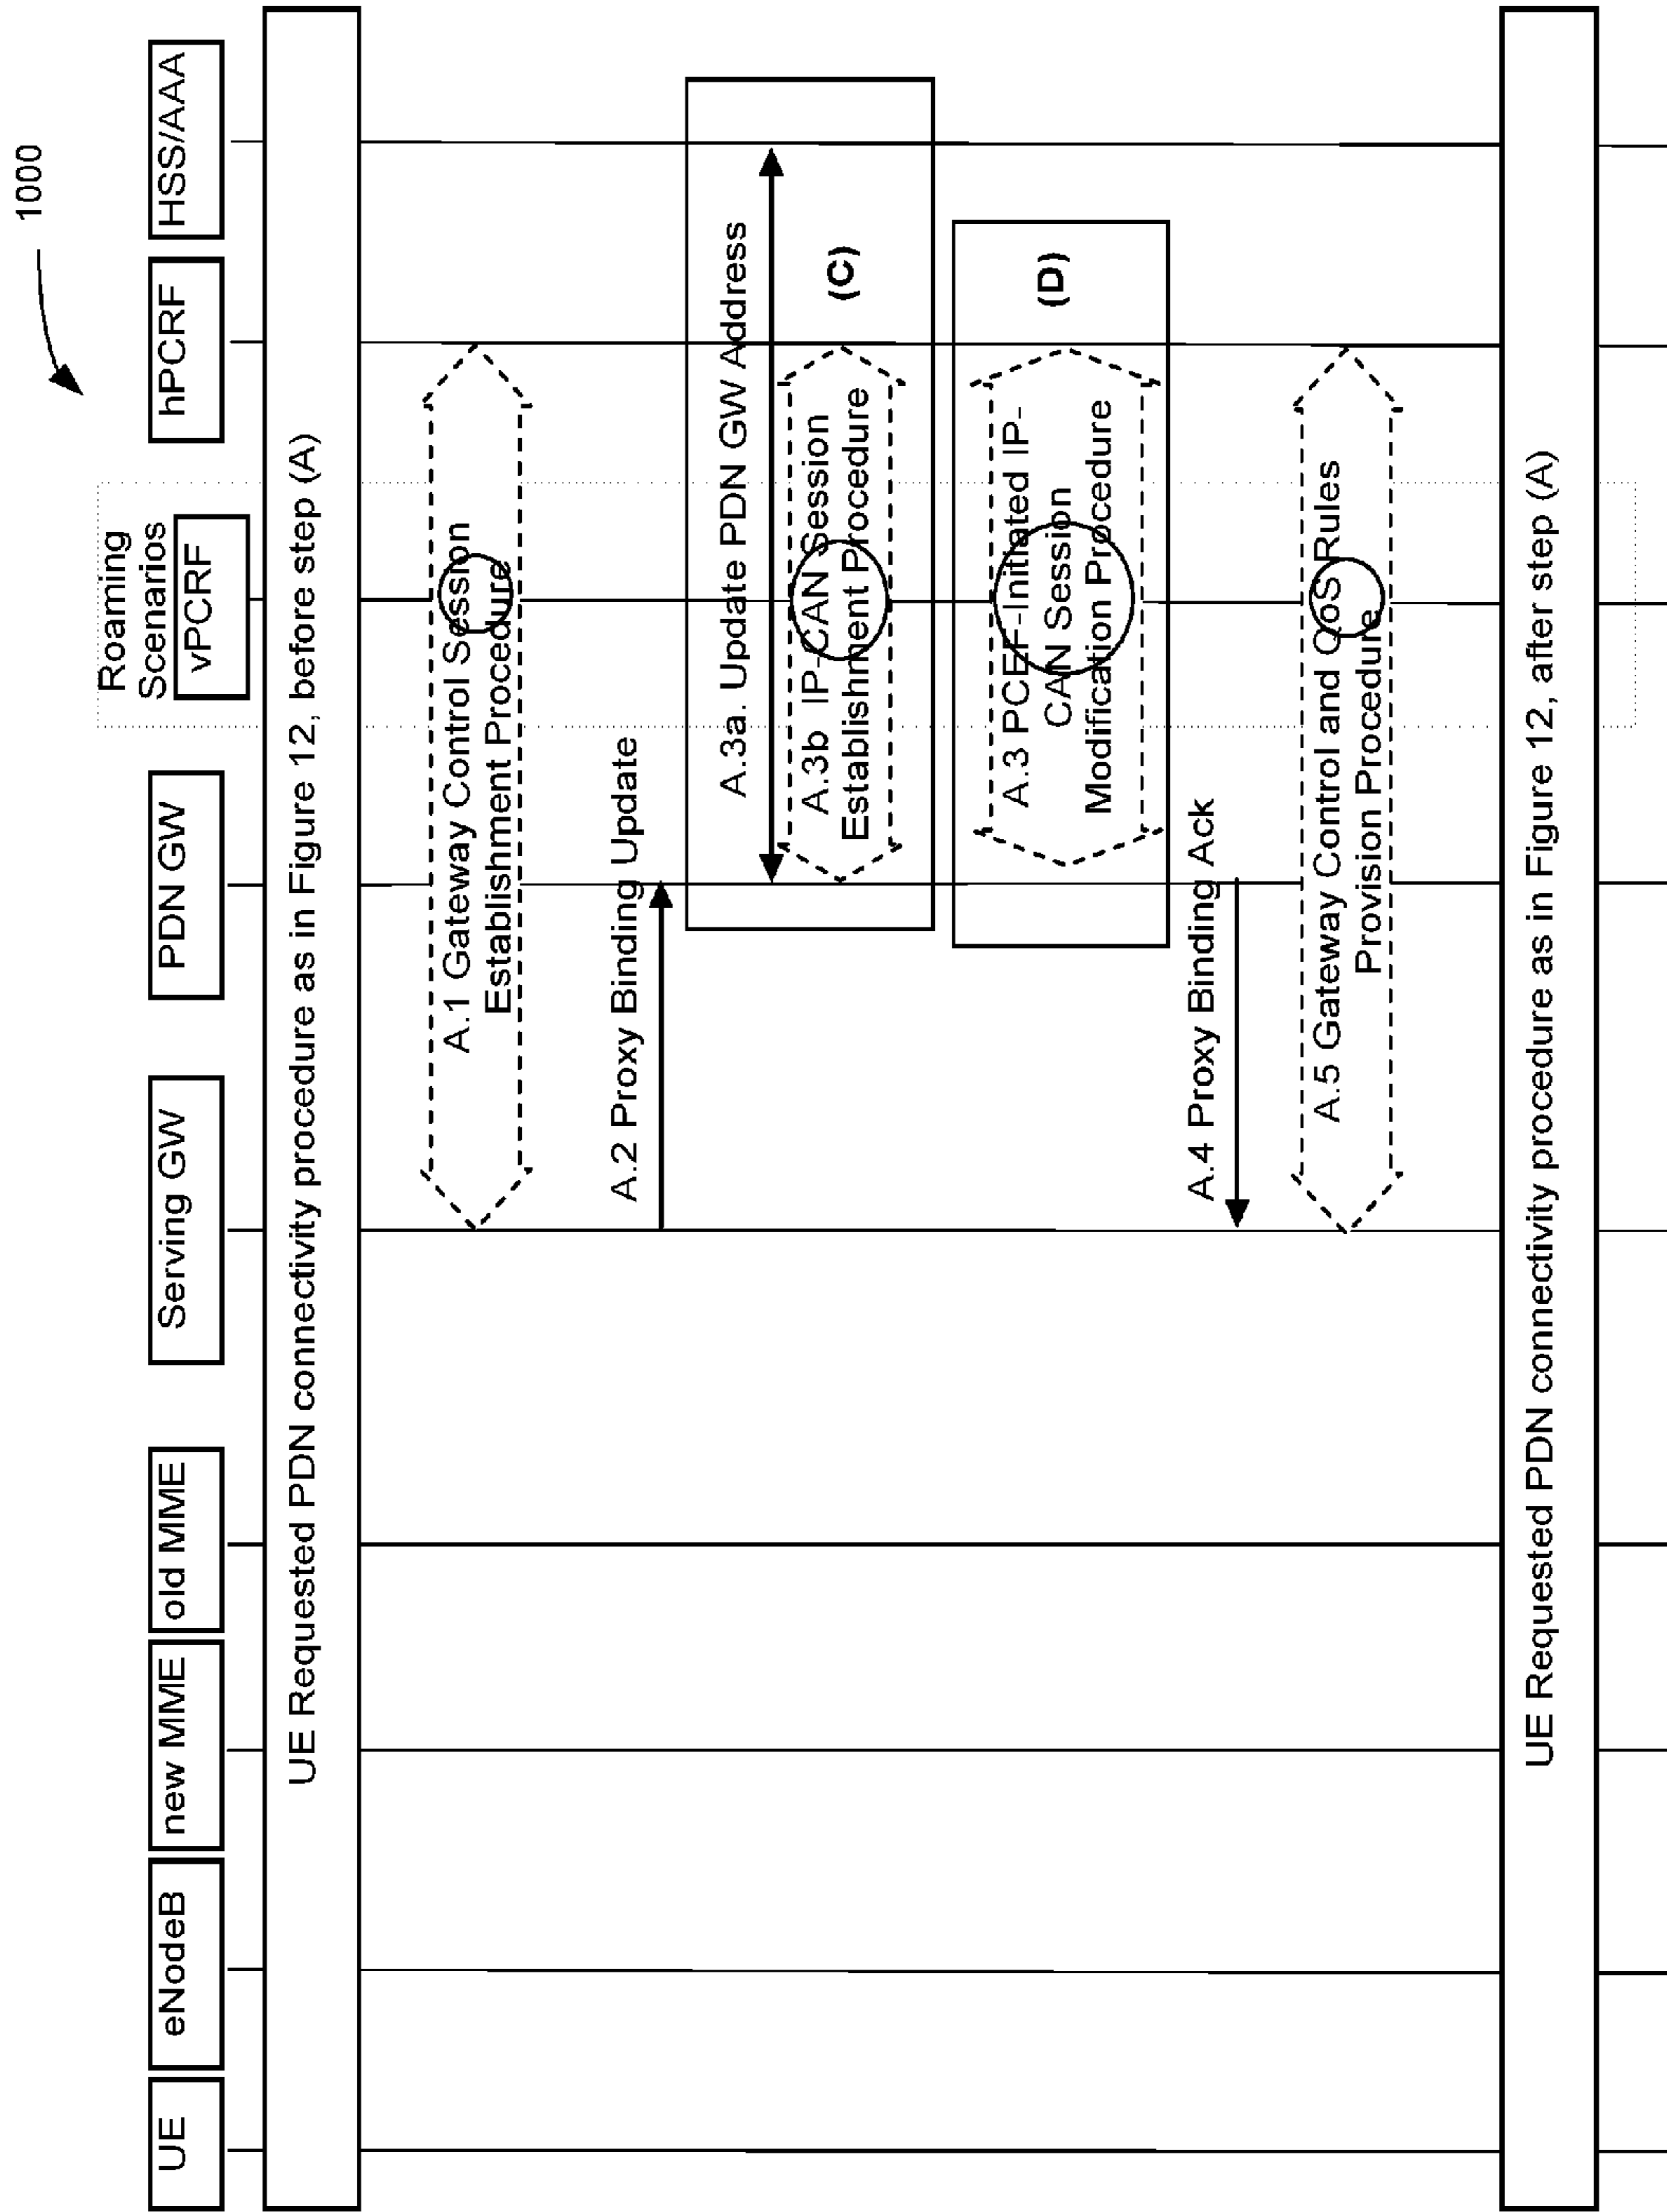 1000
Roaming
Scenarios
UE
eNodeB
new MME
old MME
Serving GW
PDN GW
vPCRF
hPCRF
HSS/AAA
UE Requested PDN connectivity procedure as in Figure 12, before step (A)
A.1 Gateway Control Session
Establishment Procedure
A.2 Proxy Binding Update
A.3a. Update PDN GW Address
A.3b IP-CAN Session
Establishment Procedure
(C)
A.3 PCEF-Initiated IP-
CAN Session
Modification Procedure
(D)
A.4 Proxy Binding Ack
A.5 Gateway Control and QoS Rules
Provision Procedure
UE Requested PDN connectivity procedure as in Figure 12, after step (A)